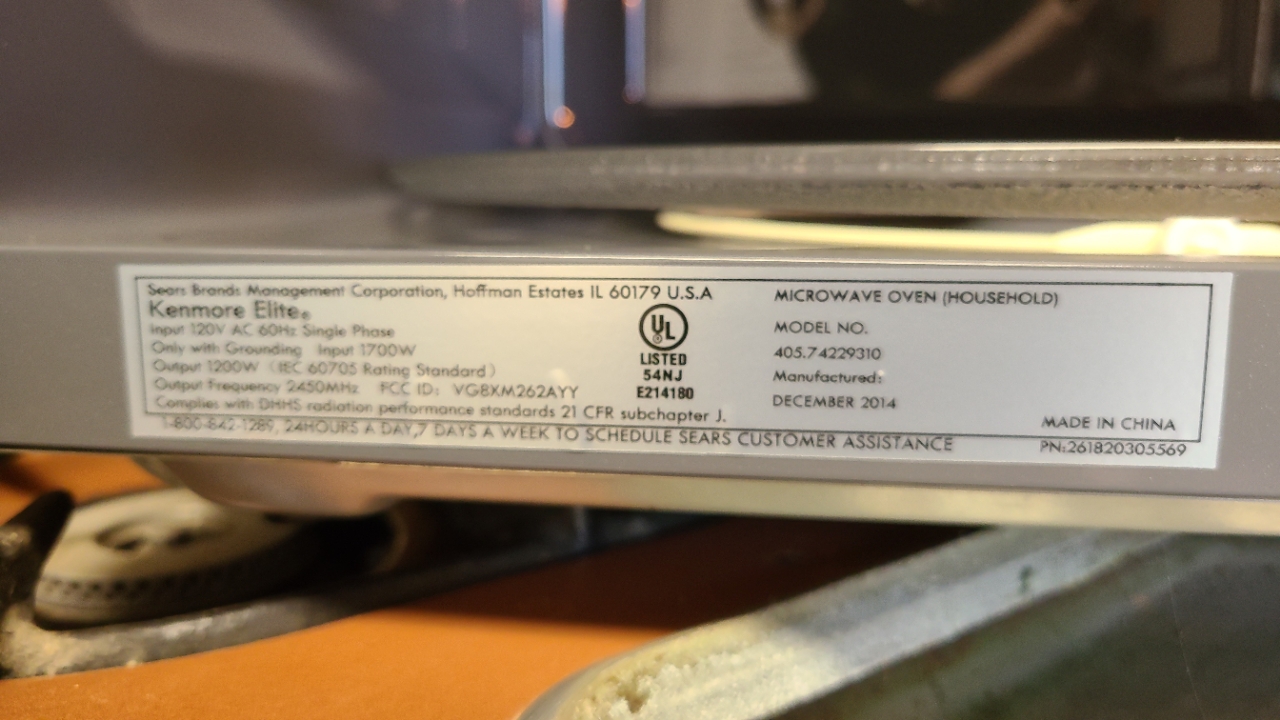 Sears Brands Management Corporation, Hoffman Estates IL 60179 U.S.A
Kenmore Elite®
Input 120V AC 60Hz Single Phase
Only with Grounding Input 1700W
Output 1200W (IEC 60705 Rating Standard)
Output Frequency 2450MHz FCC ID: VGBXM262AYY
Complies with DHHS radiation performance standards 21 CFR subchapter J.
UL
LISTED
54NJ
E214180
MICROWAVE OVEN (HOUSEHOLD)
MODEL NO.
405.74229310
Manufactured:
DECEMBER 2014
MADE IN CHINA
1-800-842-1289, 24HOURS A DAY,7 DAYS A WEEK TO SCHEDULE SEARS CUSTOMER ASSISTANCE
PN:261820305569